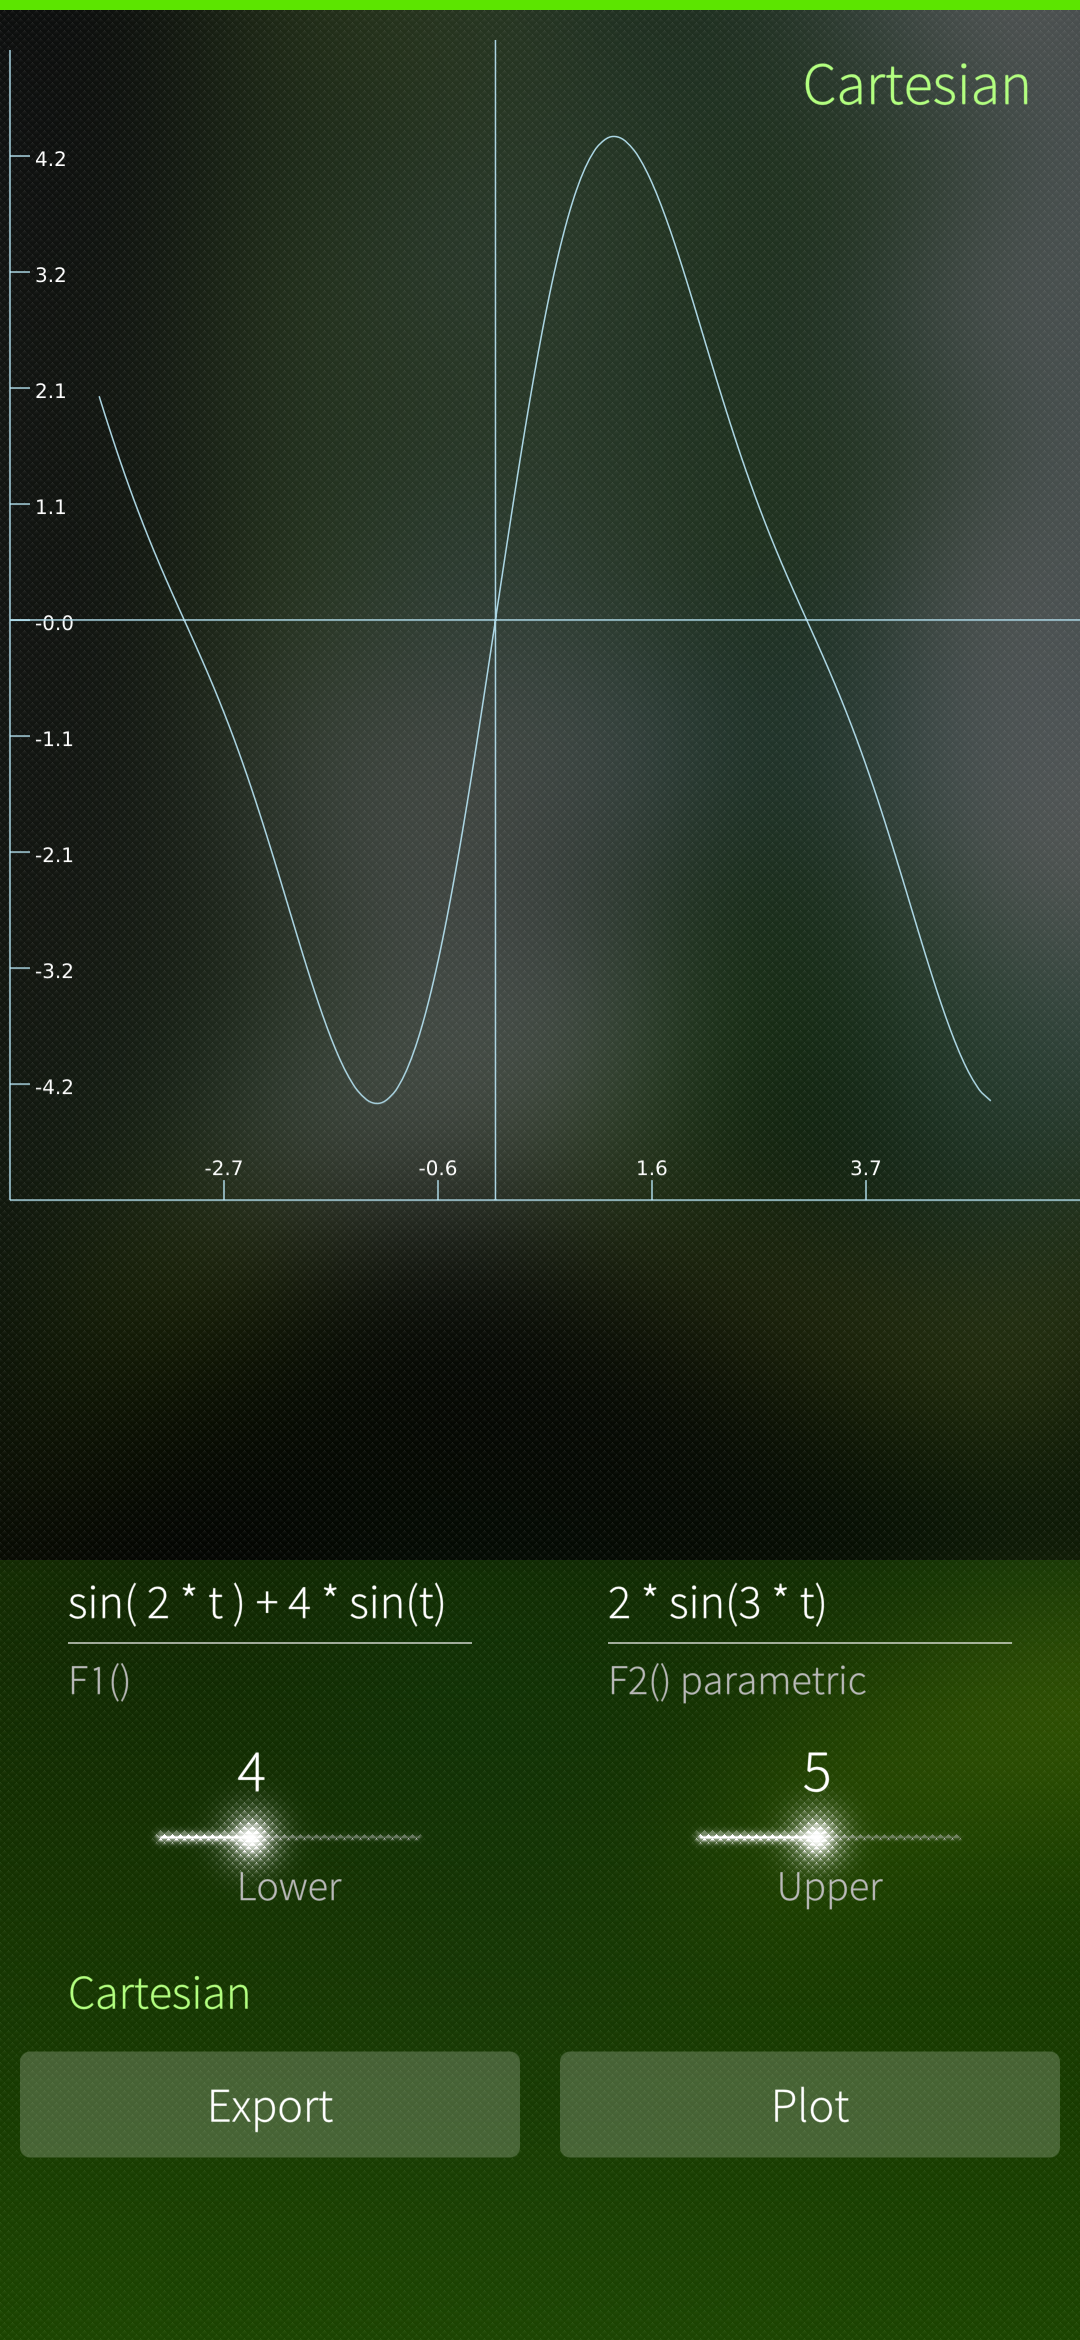 Cartesian
4.2
3.2
2.1
1.1
-0.0
-1.1
-2.1
-3.2
-4.2
-2.7 -0.6 1.6 3.7
sin( 2 * t ) + 4 * sin(t) 2 * sin(3 * t)
F1() F2() parametric
4 5
Lower Upper
Cartesian
Export Plot